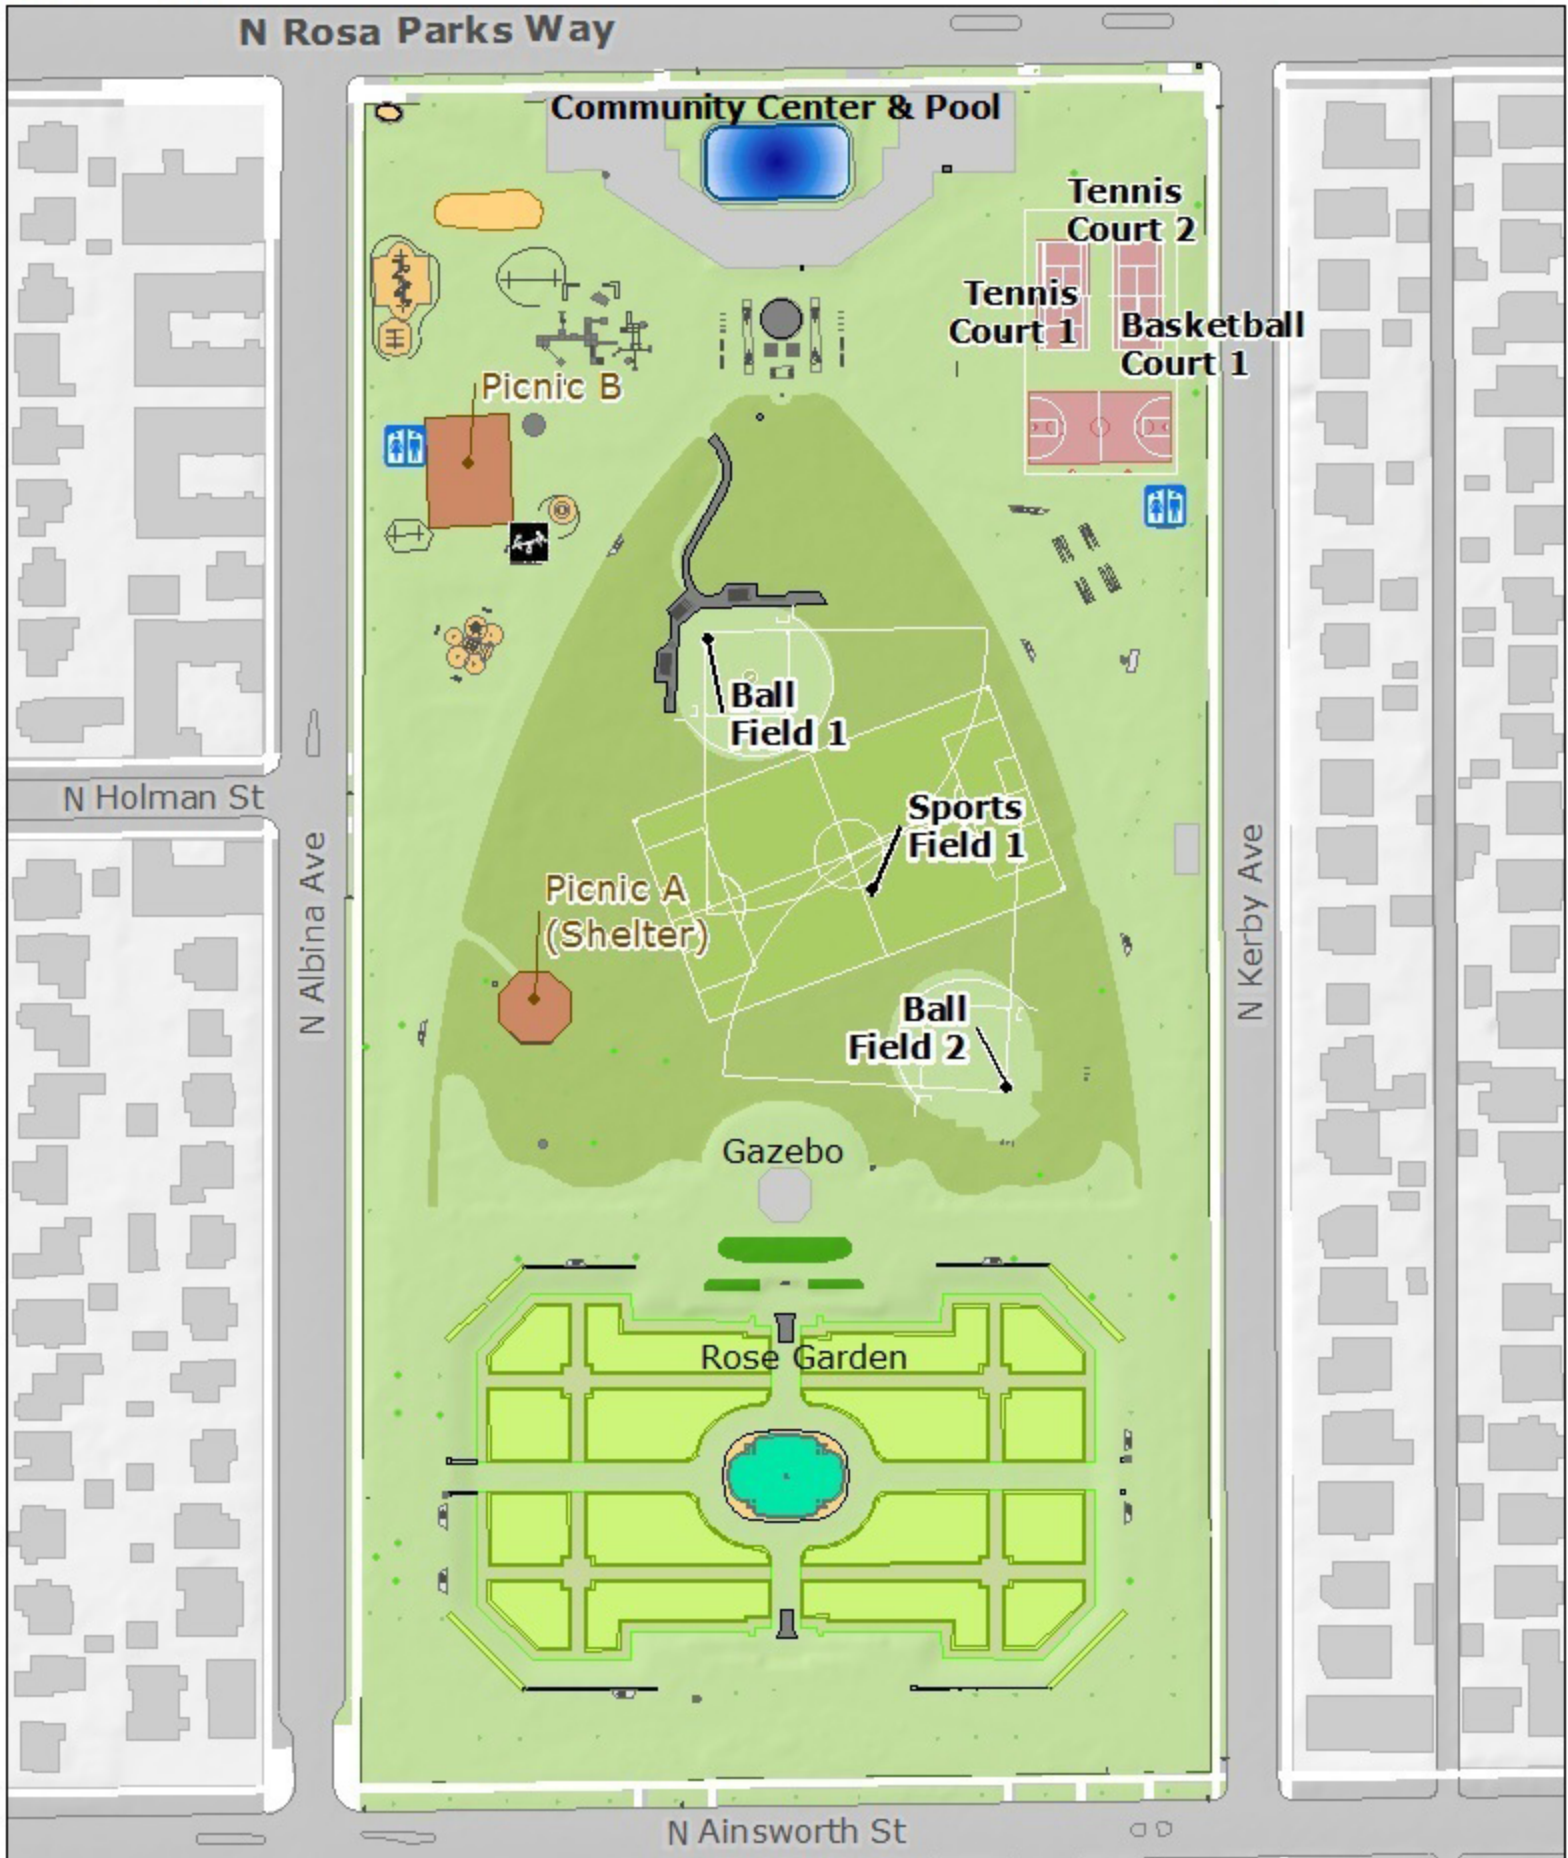 N Rosa Parks Way
Community Center & Pool
Tennis
Court 2
Tennis
Court 1
Basketball
Court 1
Picnic B
Ball
Field 1
N Holman St
Sports
Field 1
N Albina Ave
N Kerby Ave
Picnic A
(Shelter)
Ball
Field 2
Gazebo
Rose Garden
N Ainsworth St